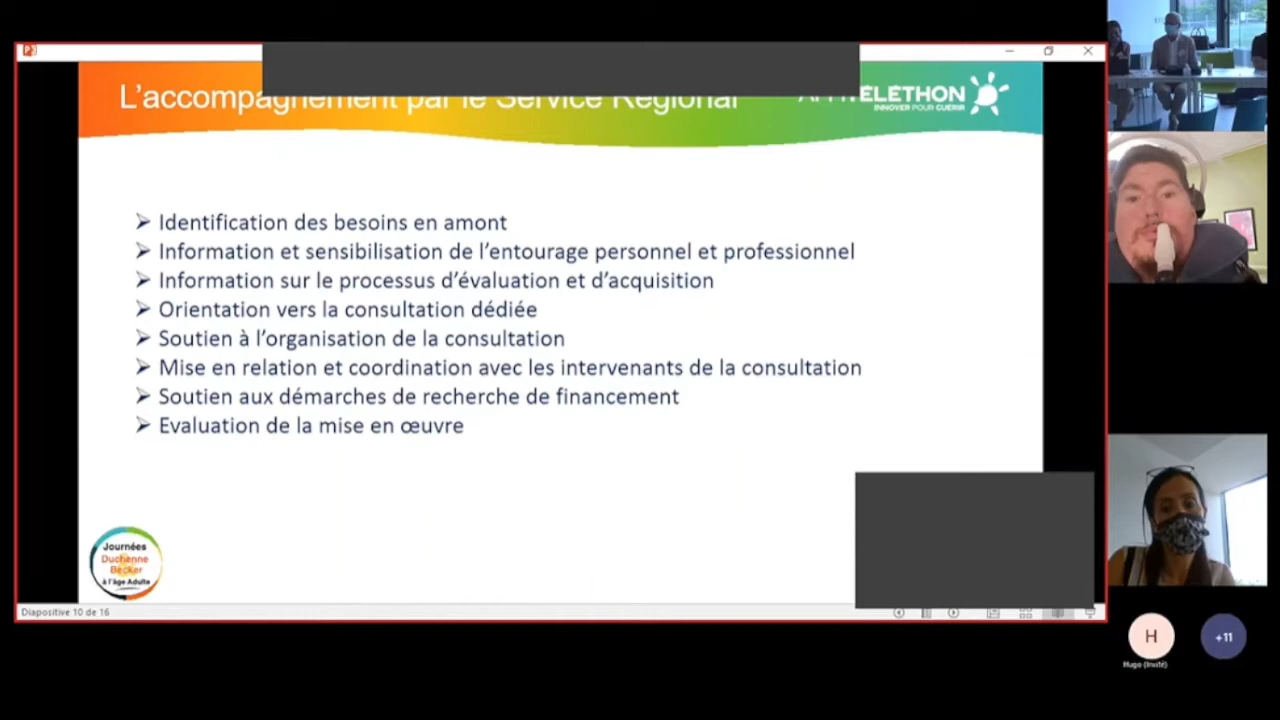 L'accompagnement par le Service Régional
TELETHON
INNOVER POUR GUÉRIR
➢ Identification des besoins en amont
➢ Information et sensibilisation de l'entourage personnel et professionnel
➢ Information sur le processus d'évaluation et d'acquisition
➢ Orientation vers la consultation dédiée
➢ Soutien à l'organisation de la consultation
➢ Mise en relation et coordination avec les intervenants de la consultation
➢ Soutien aux démarches de recherche de financement
➢ Evaluation de la mise en œuvre
Journées
Duchenne
Becker
à l'âge Adulte
Diapositive 10 de 16
H
+11
Hugo (Invité)